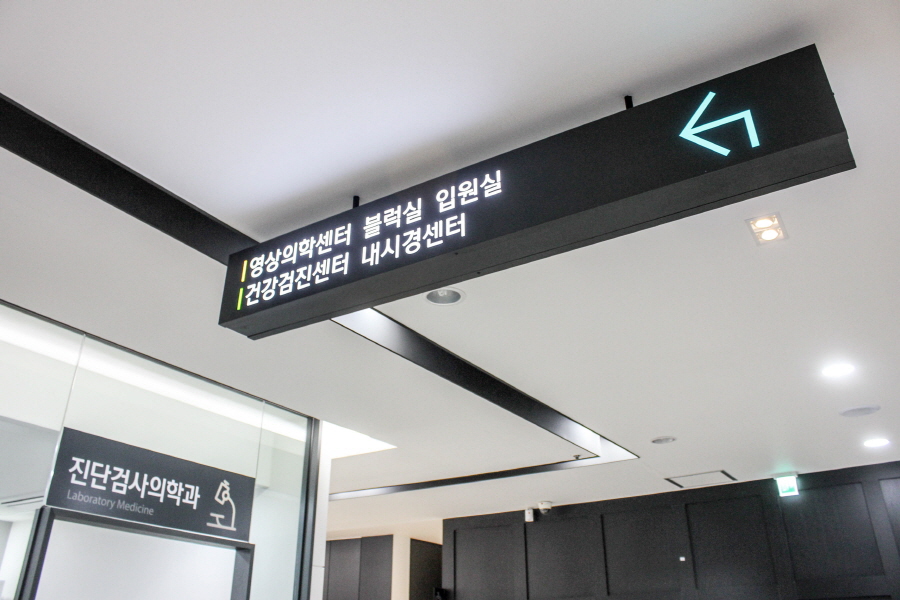 영상의학센터 블럭실 입원실
건강검진센터 내시경센터
진단검사의학과
Laboratory Medicine